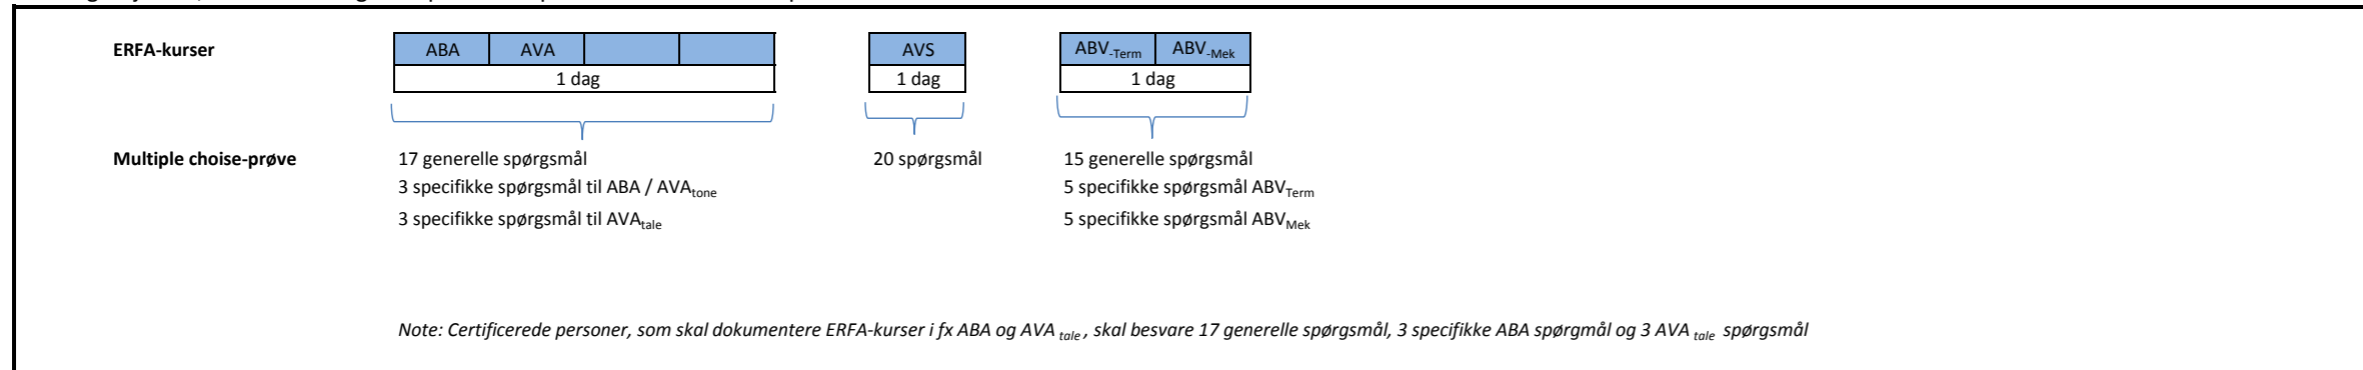 ERFA-kurser ABA AVA AVS ABV-Term ABV-Mek
1 dag 1 dag 1 dag
Multiple choise-prøve 17 generelle spørgsmål 20 spørgsmål 15 generelle spørgsmål
3 specifikke spørgsmål til ABA / AVAtone 5 specifikke spørgsmål ABVTerm
3 specifikke spørgsmål til AVAtale 5 specifikke spørgsmål ABVMek
Note: Certificerede personer, som skal dokumentere ERFA-kurser i fx ABA og AVA tale , skal besvare 17 generelle spørgsmål, 3 specifikke ABA spørgmål og 3 AVA tale spørgsmål